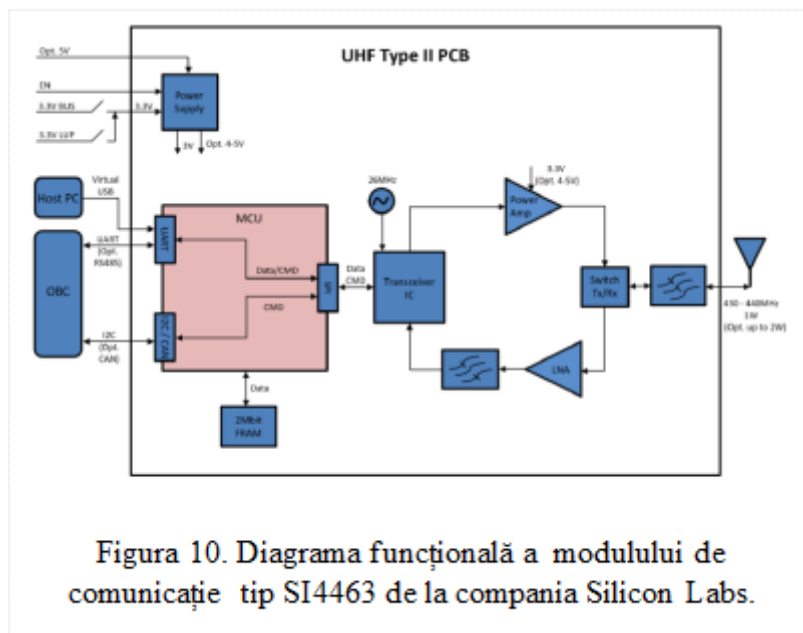 UHF Type II PCB
Opt. 5V
EN
3.3V BUS
3.3V
3.3V LUP
Power
Supply
3V
Opt. 4-5V
Host PC
Virtual
USB
OBC
UART
(Opt.
RS485)
I2C
(Opt.
CAN)
MCU
UART
I2C / CAN
Data/CMD
CMD
SPI
Data
CMD
Data
2Mbit
FRAM
26MHz
Transceiver
IC
3.3V
(Opt. 4-5V)
Power
Amp
Switch
Tx/Rx
LNA
430 - 440MHz
1W
(Opt. up to 2W)
Figura 10. Diagrama funcțională a modulului de
comunicație tip SI4463 de la compania Silicon Labs.